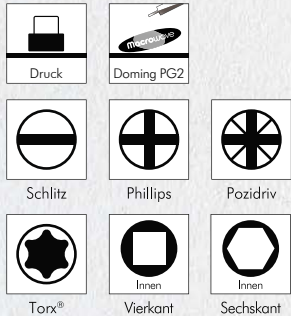 Macrowave
Druck
Doming PG2
Schlitz
Phillips
Pozidriv
Innen
Innen
Torx®
Vierkant
Sechskant